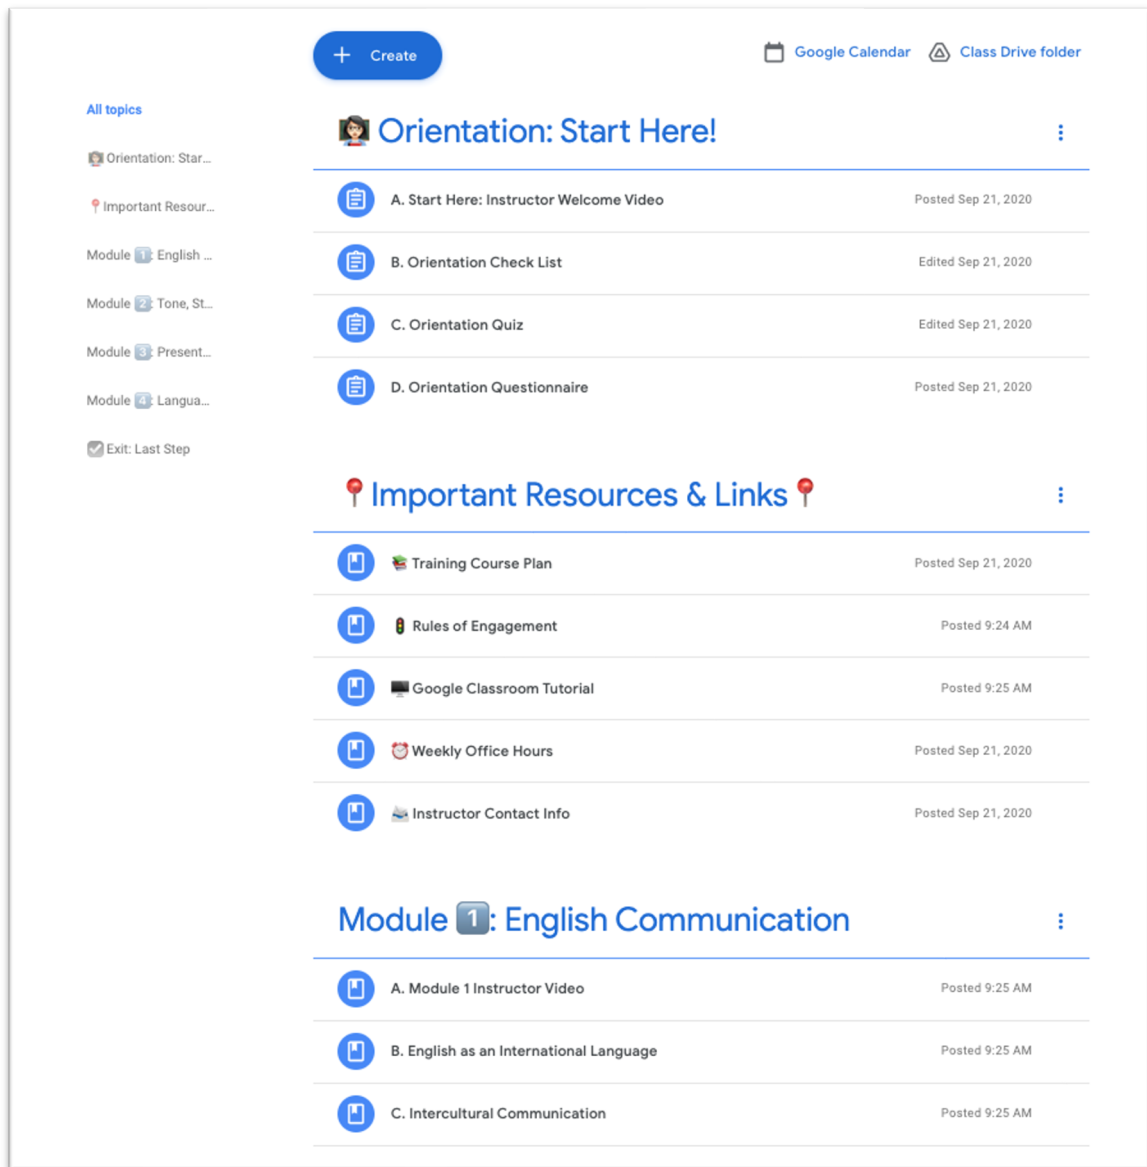 Create
Google Calendar
Class Drive folder
All topics
👩🏻‍🏫 Orientation: Star...
📍Important Resour...
Module 1️⃣: English ...
Module 2️⃣: Tone, St...
Module 3️⃣: Present...
Module 4️⃣: Langua...
☑️ Exit: Last Step
👩🏻‍🏫 Orientation: Start Here!
A. Start Here: Instructor Welcome Video
Posted Sep 21, 2020
B. Orientation Check List
Edited Sep 21, 2020
C. Orientation Quiz
Edited Sep 21, 2020
D. Orientation Questionnaire
Posted Sep 21, 2020
📍Important Resources & Links📍
📚 Training Course Plan
Posted Sep 21, 2020
🚦 Rules of Engagement
Posted 9:24 AM
🖥️ Google Classroom Tutorial
Posted 9:25 AM
⏰ Weekly Office Hours
Posted Sep 21, 2020
📨 Instructor Contact Info
Posted Sep 21, 2020
Module 1️⃣: English Communication
A. Module 1 Instructor Video
Posted 9:25 AM
B. English as an International Language
Posted 9:25 AM
C. Intercultural Communication
Posted 9:25 AM